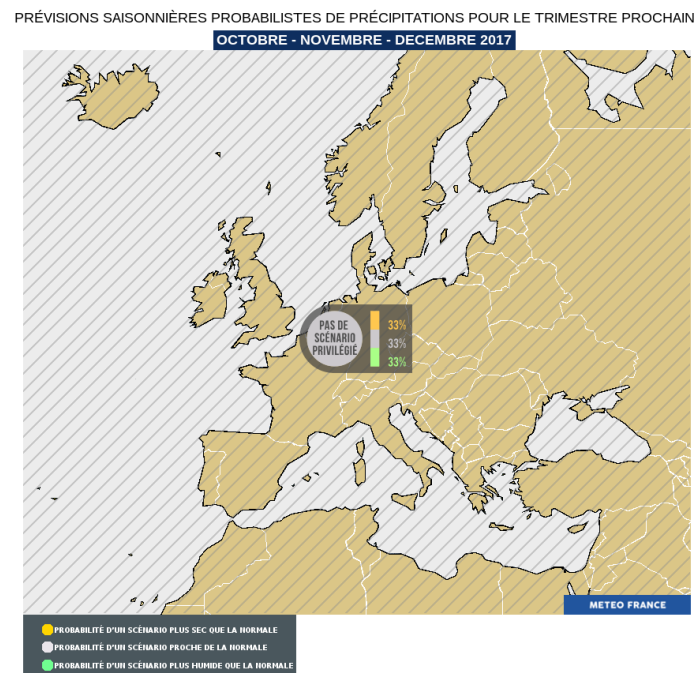 PRÉVISIONS SAISONNIÈRES PROBABILISTES DE PRÉCIPITATIONS POUR LE TRIMESTRE PROCHAIN
OCTOBRE - NOVEMBRE - DECEMBRE 2017
PAS DE
SCÉNARIO
PRIVILÉGIÉ
33%
33%
33%
METEO FRANCE
PROBABILITÉ D'UN SCÉNARIO PLUS SEC QUE LA NORMALE
PROBABILITÉ D'UN SCÉNARIO PROCHE DE LA NORMALE
PROBABILITÉ D'UN SCÉNARIO PLUS HUMIDE QUE LA NORMALE